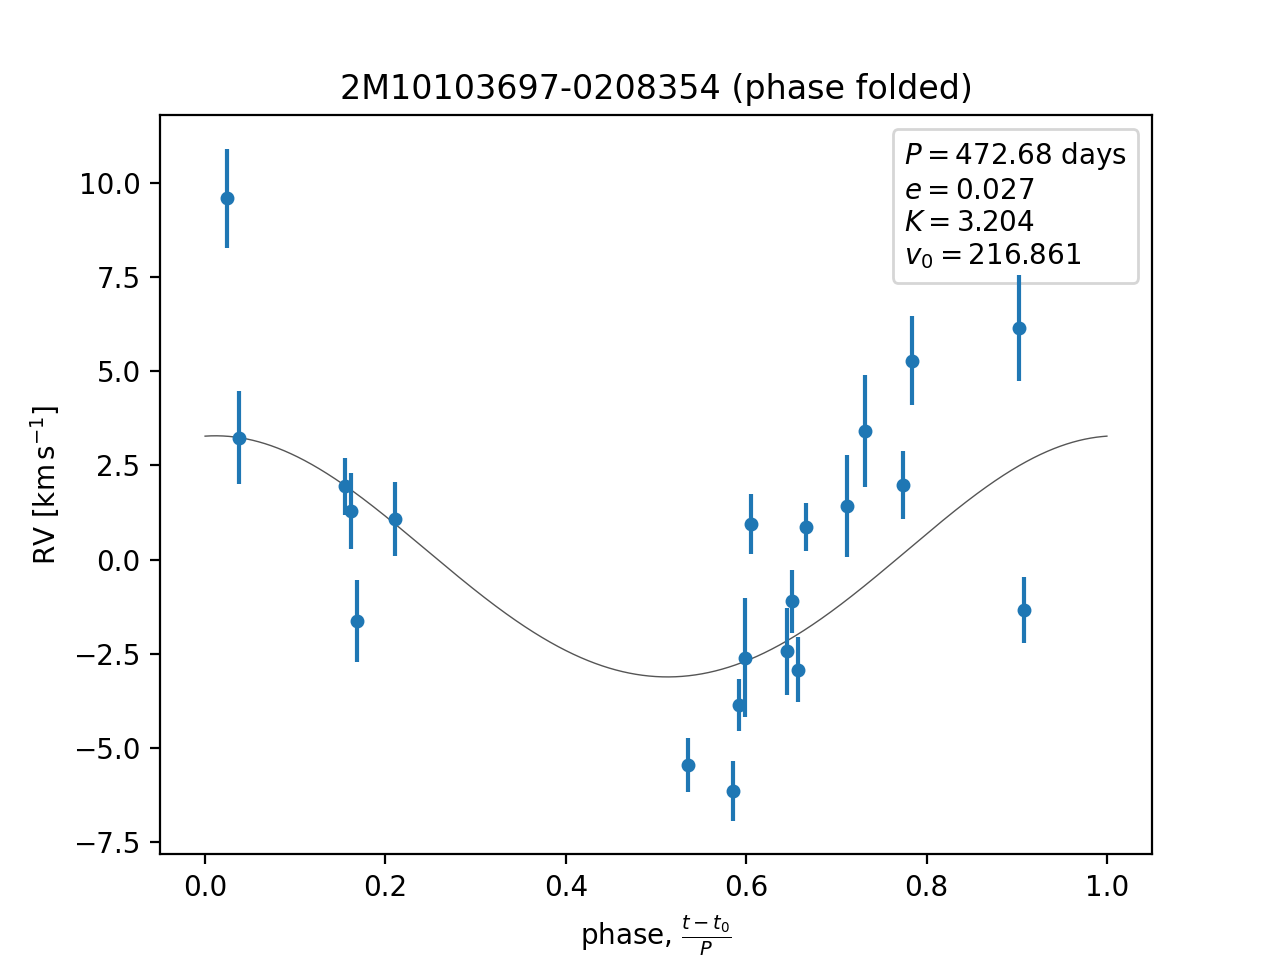 2M10103697-0208354 (phase folded)
P = 472.68 days
e = 0.027
K = 3.204
v₀ = 216.861
10.0
7.5
5.0
2.5
0.0
−2.5
−5.0
−7.5
RV [km s⁻¹]
0.0 0.2 0.4 0.6 0.8 1.0
phase, (t − t₀)/P